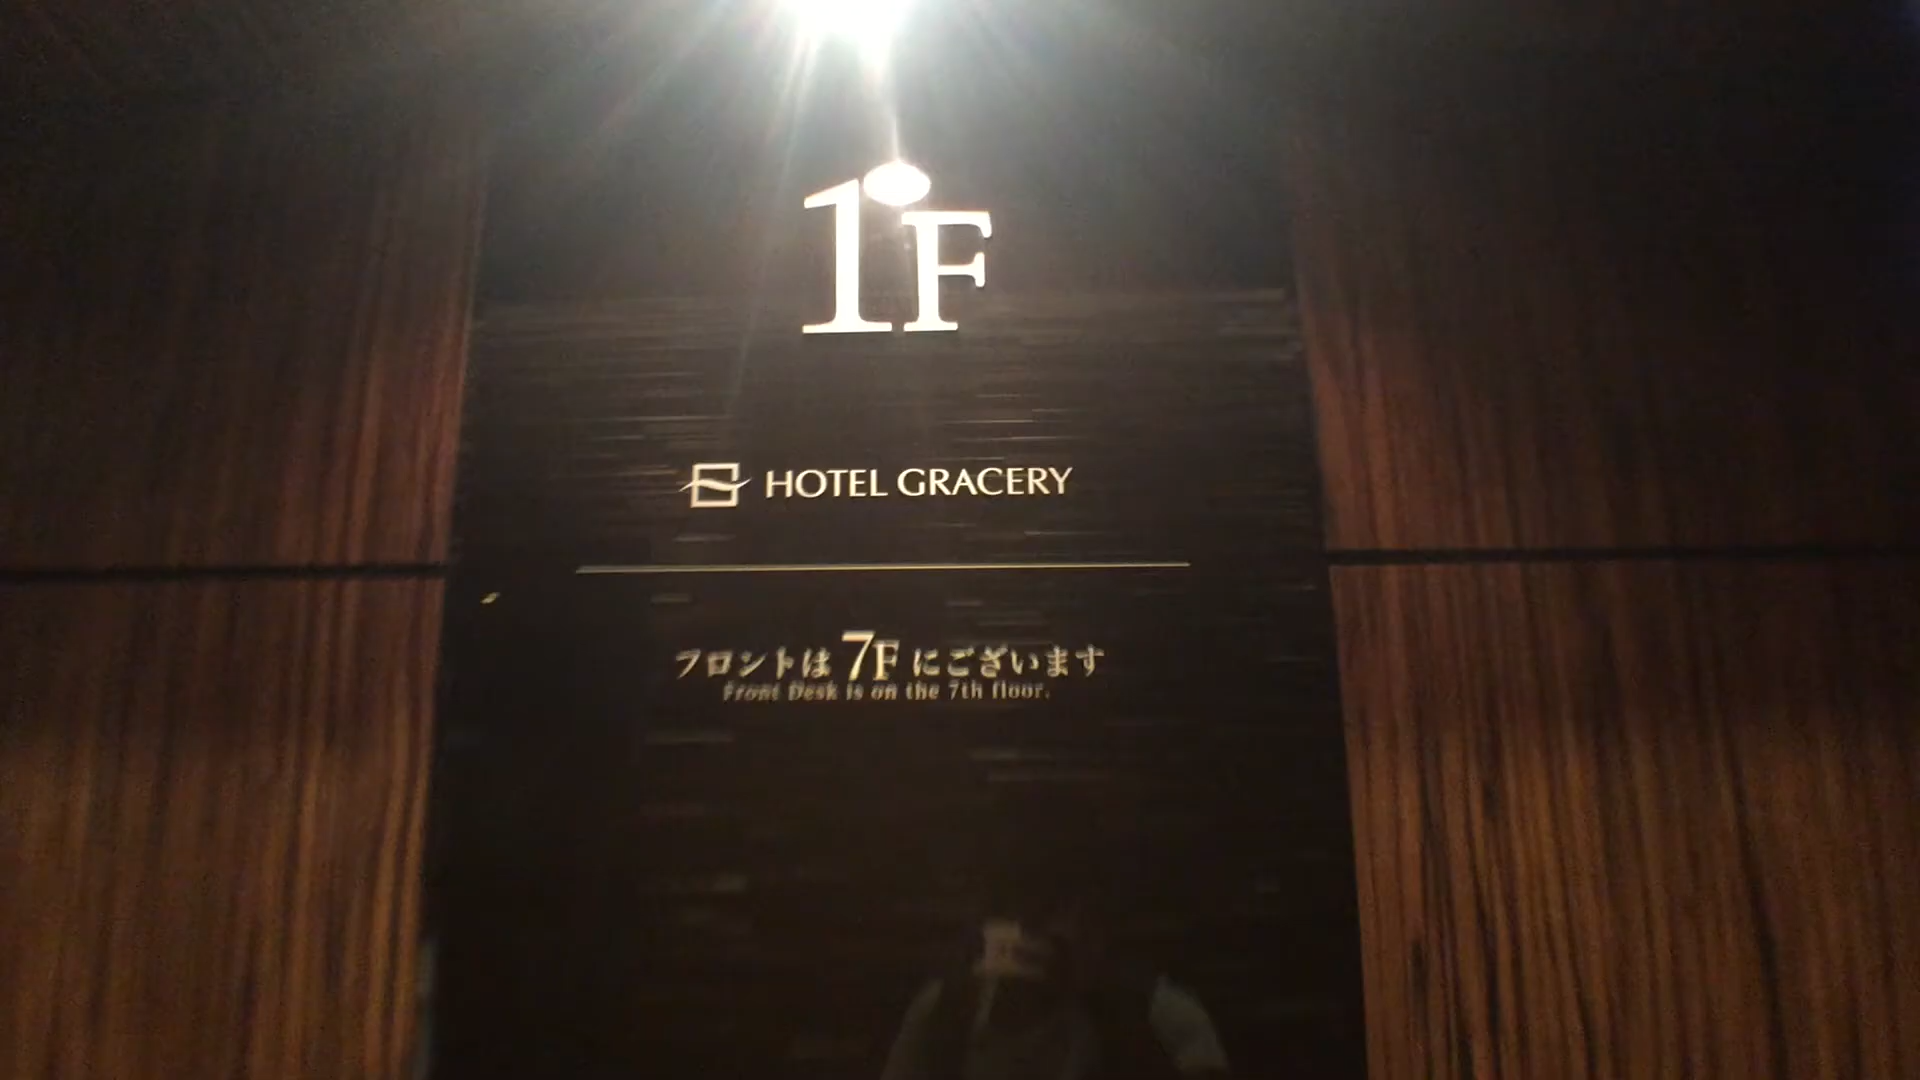 1F
HOTEL GRACERY
フロントは 7F にございます
Front Desk is on the 7th floor.